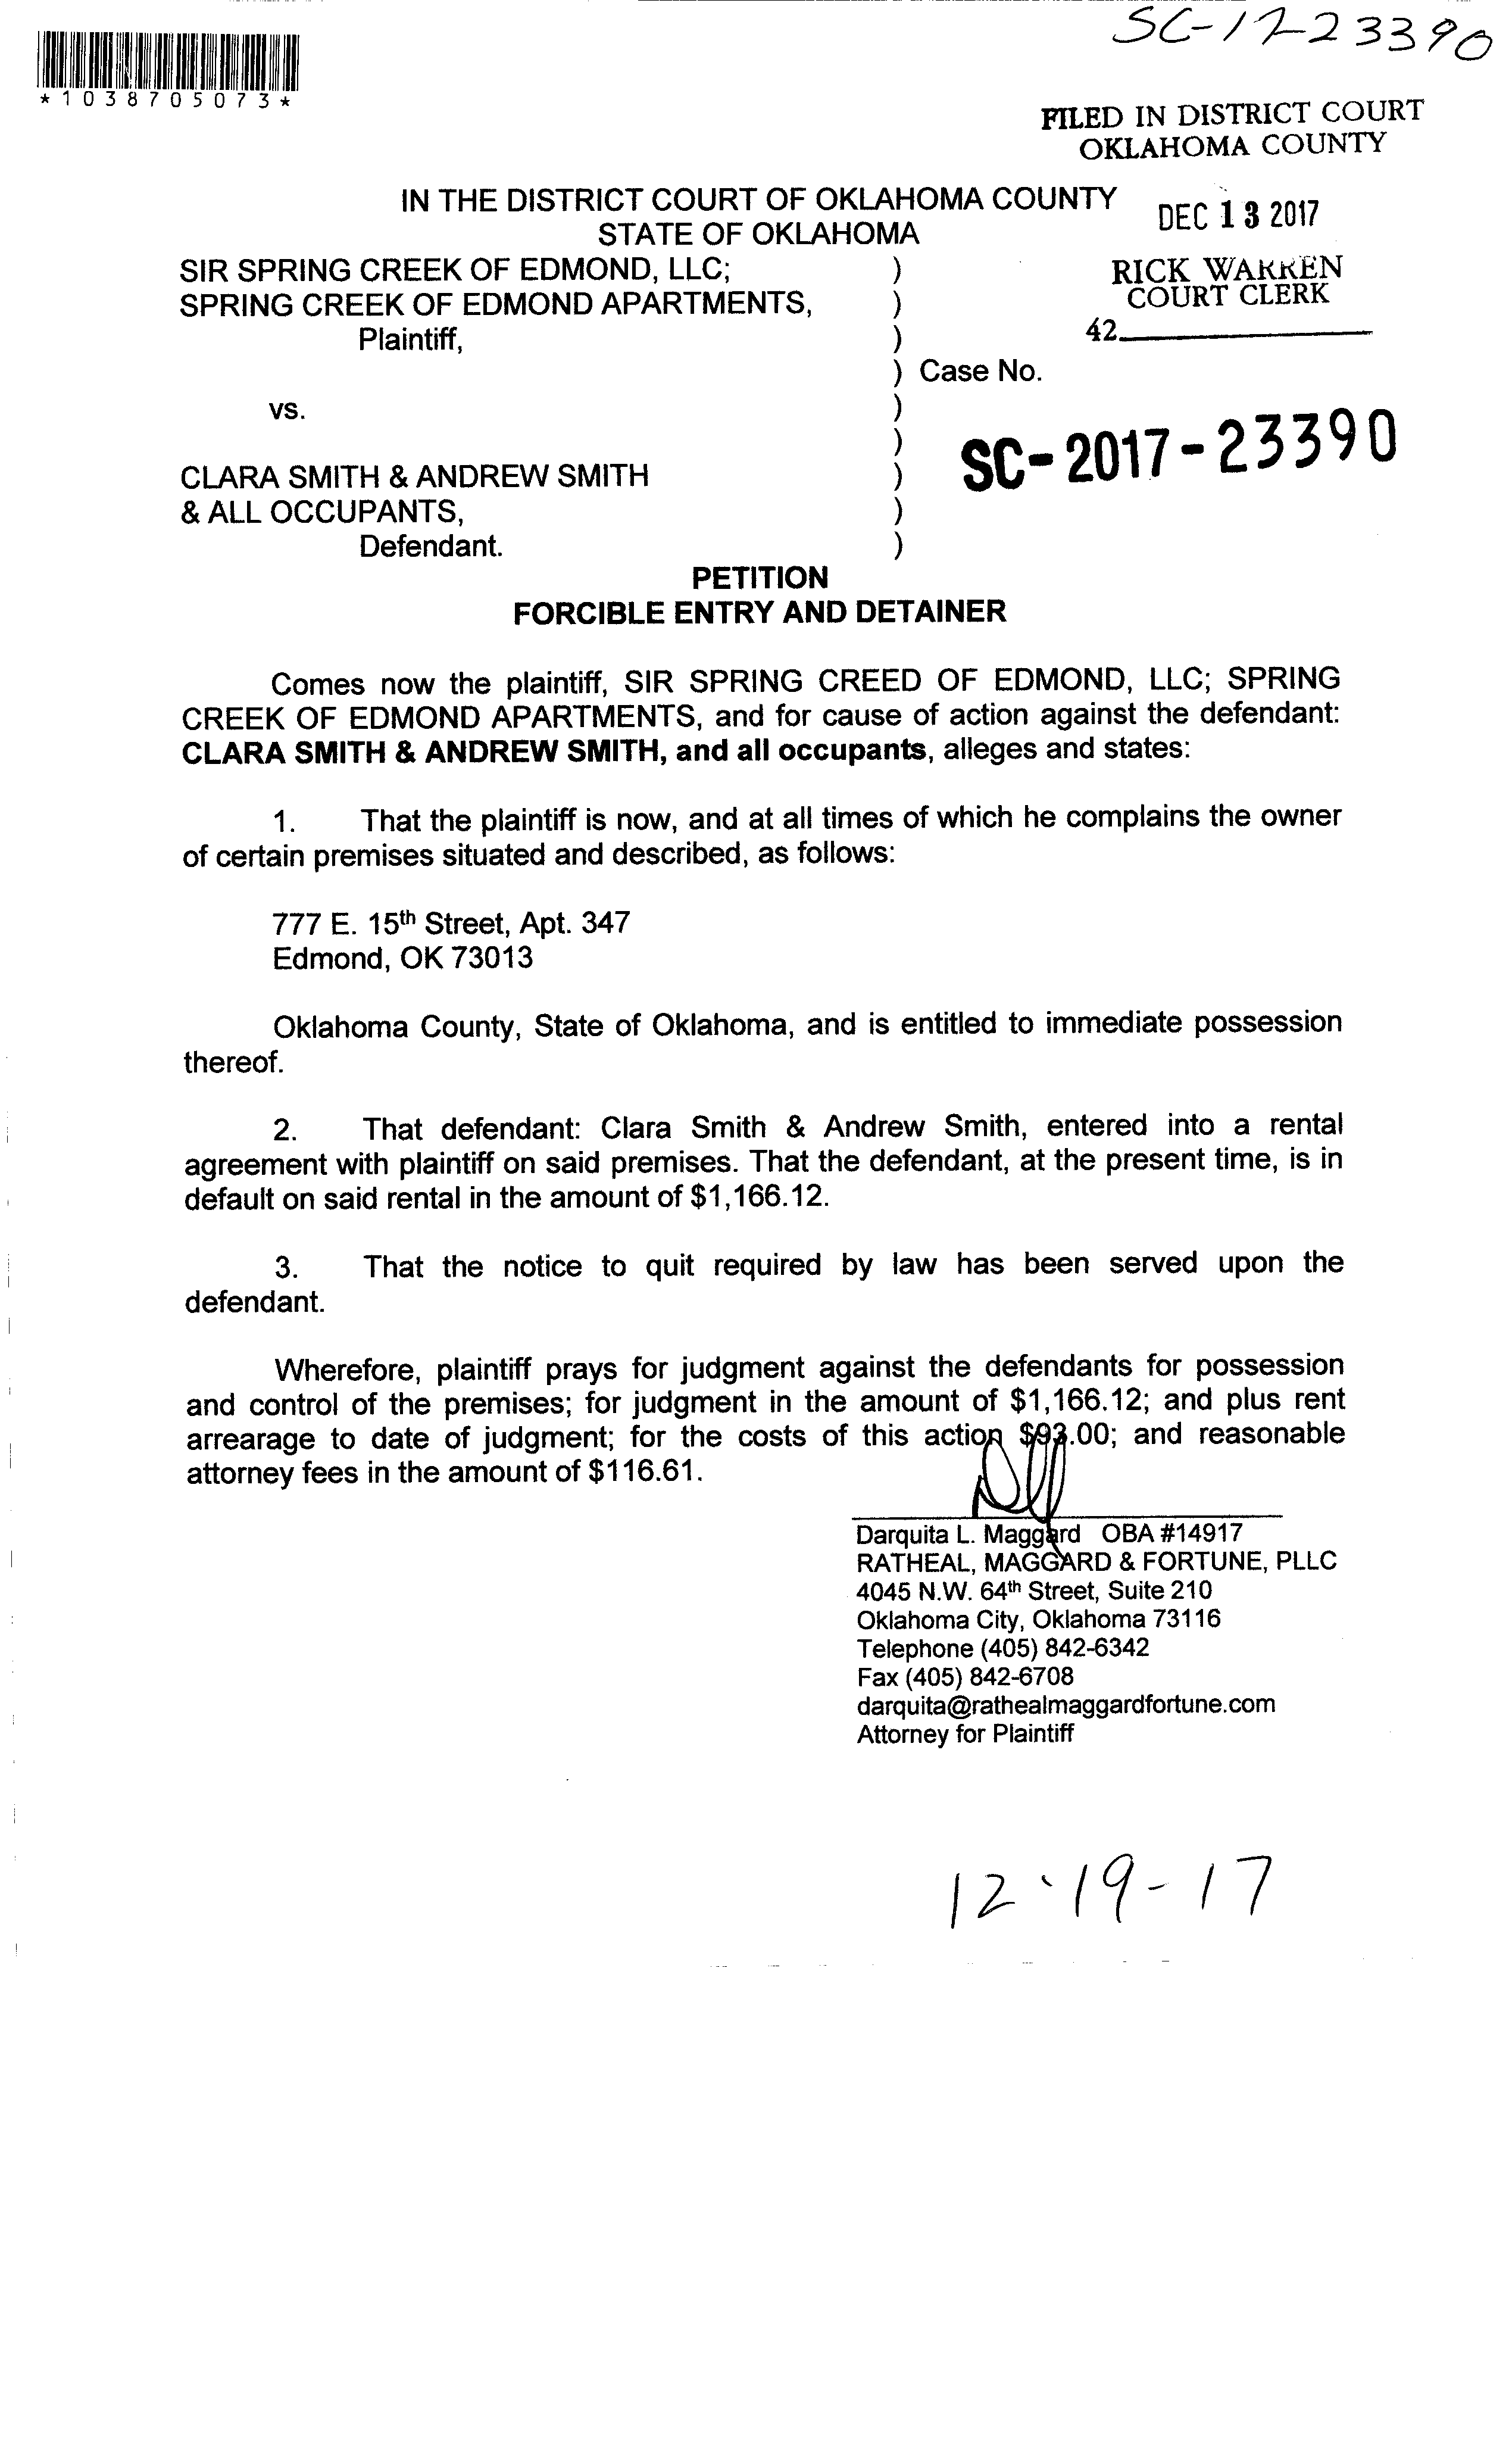 SC-17-23390
*1038705073*
FILED IN DISTRICT COURT
OKLAHOMA COUNTY
IN THE DISTRICT COURT OF OKLAHOMA COUNTY
STATE OF OKLAHOMA
DEC 13 2017
RICK WARREN
COURT CLERK
42
SIR SPRING CREEK OF EDMOND, LLC; )
SPRING CREEK OF EDMOND APARTMENTS, )
Plaintiff, )
) Case No.
vs. )
) SC-2017-23390
CLARA SMITH & ANDREW SMITH )
& ALL OCCUPANTS, )
Defendant. )
PETITION
FORCIBLE ENTRY AND DETAINER
Comes now the plaintiff, SIR SPRING CREED OF EDMOND, LLC; SPRING
CREEK OF EDMOND APARTMENTS, and for cause of action against the defendant:
CLARA SMITH & ANDREW SMITH, and all occupants, alleges and states:
1. That the plaintiff is now, and at all times of which he complains the owner
of certain premises situated and described, as follows:
777 E. 15th Street, Apt. 347
Edmond, OK 73013
Oklahoma County, State of Oklahoma, and is entitled to immediate possession
thereof.
2. That defendant: Clara Smith & Andrew Smith, entered into a rental
agreement with plaintiff on said premises. That the defendant, at the present time, is in
default on said rental in the amount of $1,166.12.
3. That the notice to quit required by law has been served upon the
defendant.
Wherefore, plaintiff prays for judgment against the defendants for possession
and control of the premises; for judgment in the amount of $1,166.12; and plus rent
arrearage to date of judgment; for the costs of this action $93.00; and reasonable
attorney fees in the amount of $116.61.
Darquita L. Maggard OBA #14917
RATHEAL, MAGGARD & FORTUNE, PLLC
4045 N.W. 64th Street, Suite 210
Oklahoma City, Oklahoma 73116
Telephone (405) 842-6342
Fax (405) 842-6708
darquita@rathealmaggardfortune.com
Attorney for Plaintiff
12-19-17